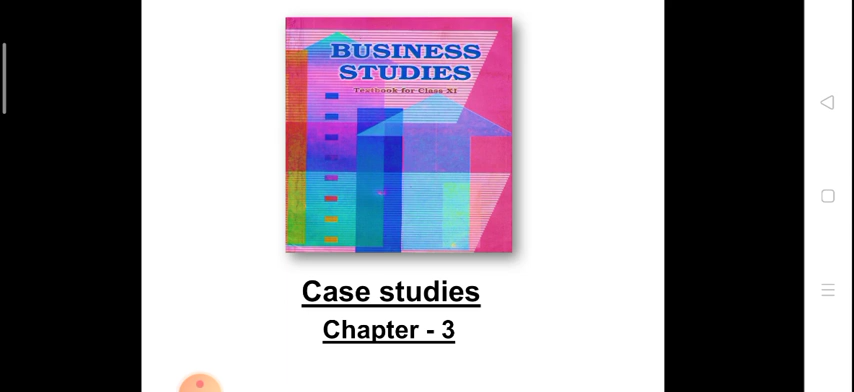 BUSINESS
STUDIES
Textbook for Class XI
Case studies
Chapter - 3